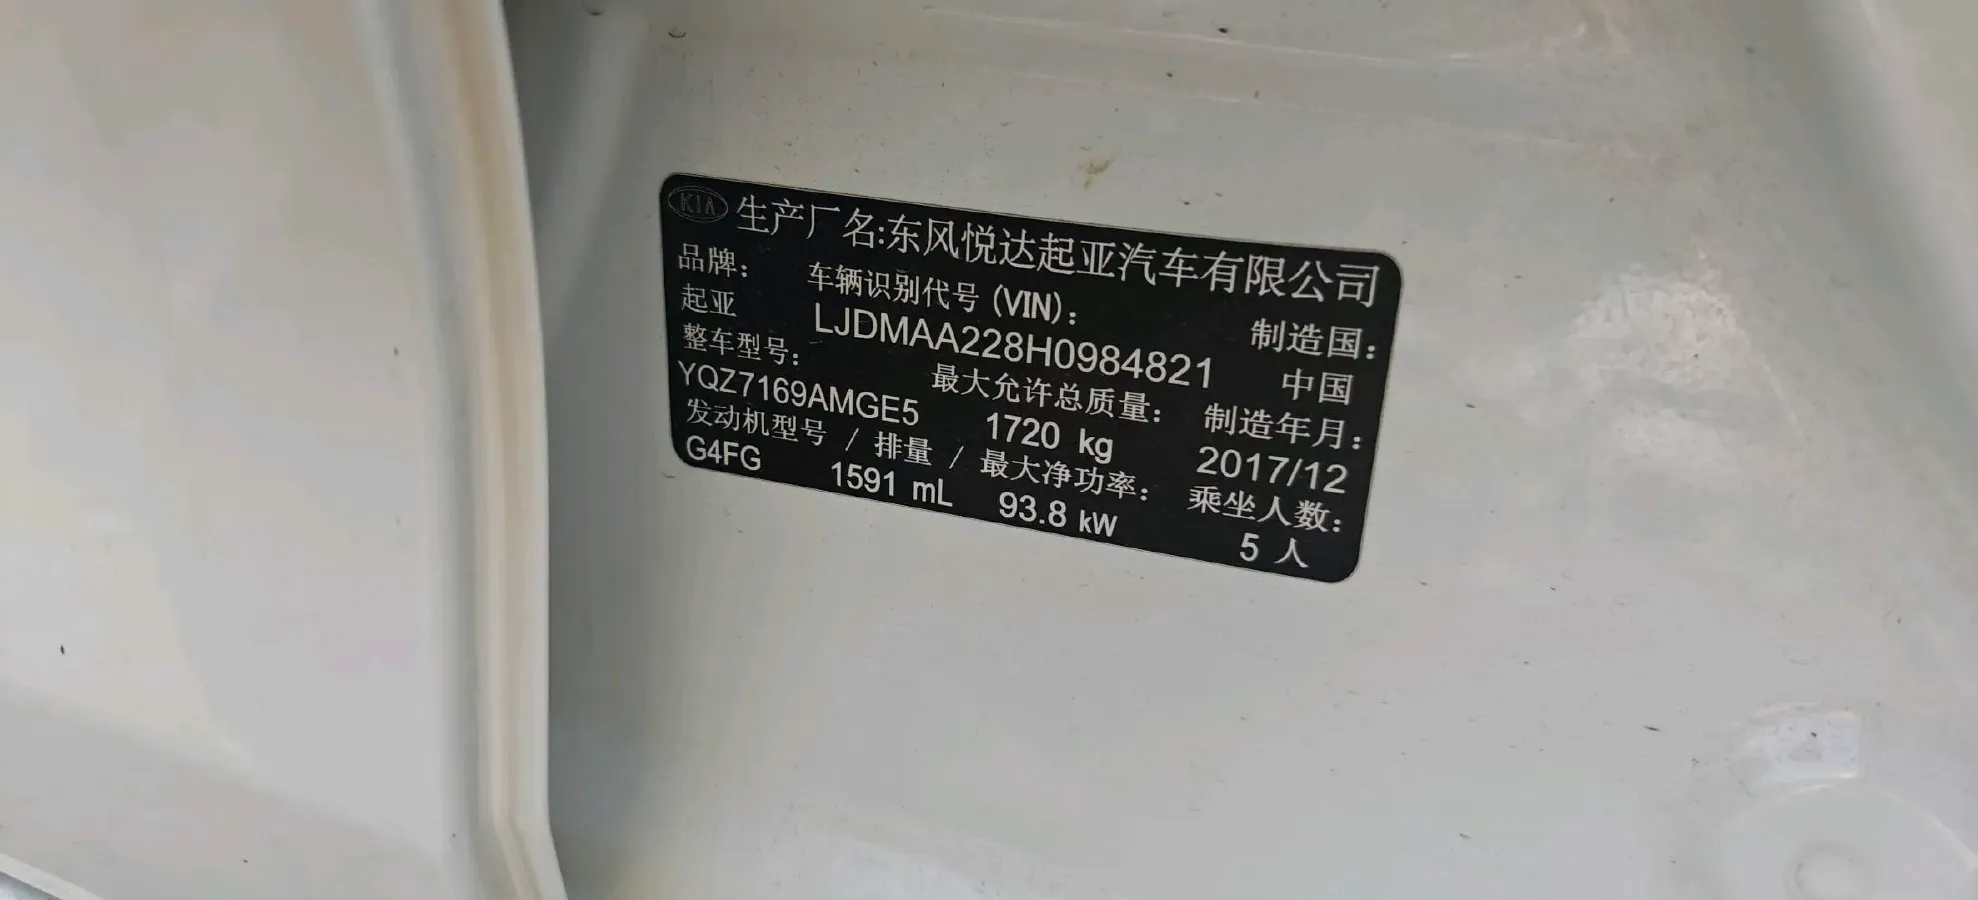 KIA 生产厂名:东风悦达起亚汽车有限公司
品牌: 车辆识别代号 (VIN): 制造国:
起亚 LJDMAA228H0984821 中国
整车型号: 最大允许总质量: 制造年月:
YQZ7169AMGE5 1720 kg 2017/12
发动机型号 / 排量 / 最大净功率: 乘坐人数:
G4FG 1591 mL 93.8 kW 5 人